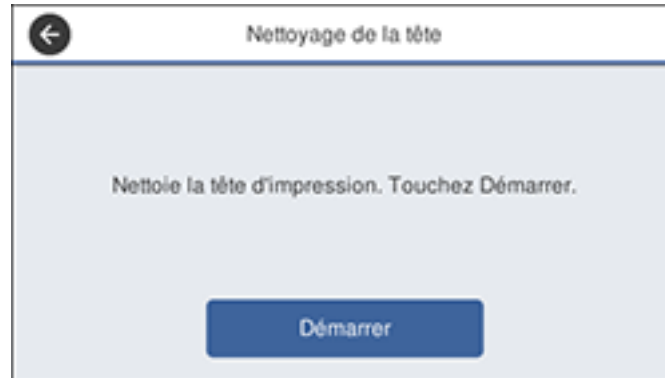 Nettoyage de la tête
Nettoie la tête d'impression. Touchez Démarrer.
Démarrer